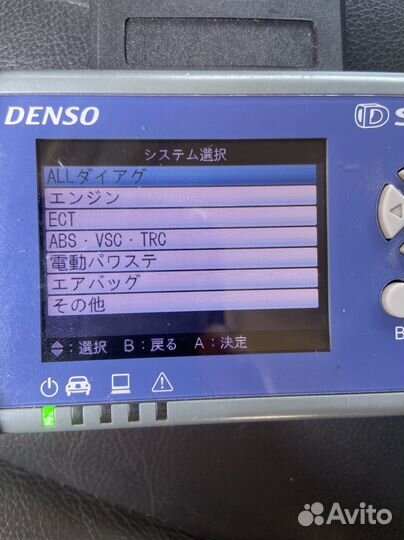 DENSO
システム選択
ALLダイアグ
エンジン
ECT
ABS・VSC・TRC
電動パワステ
エアバッグ
その他
:選択 B:戻る A:決定
B
Avito